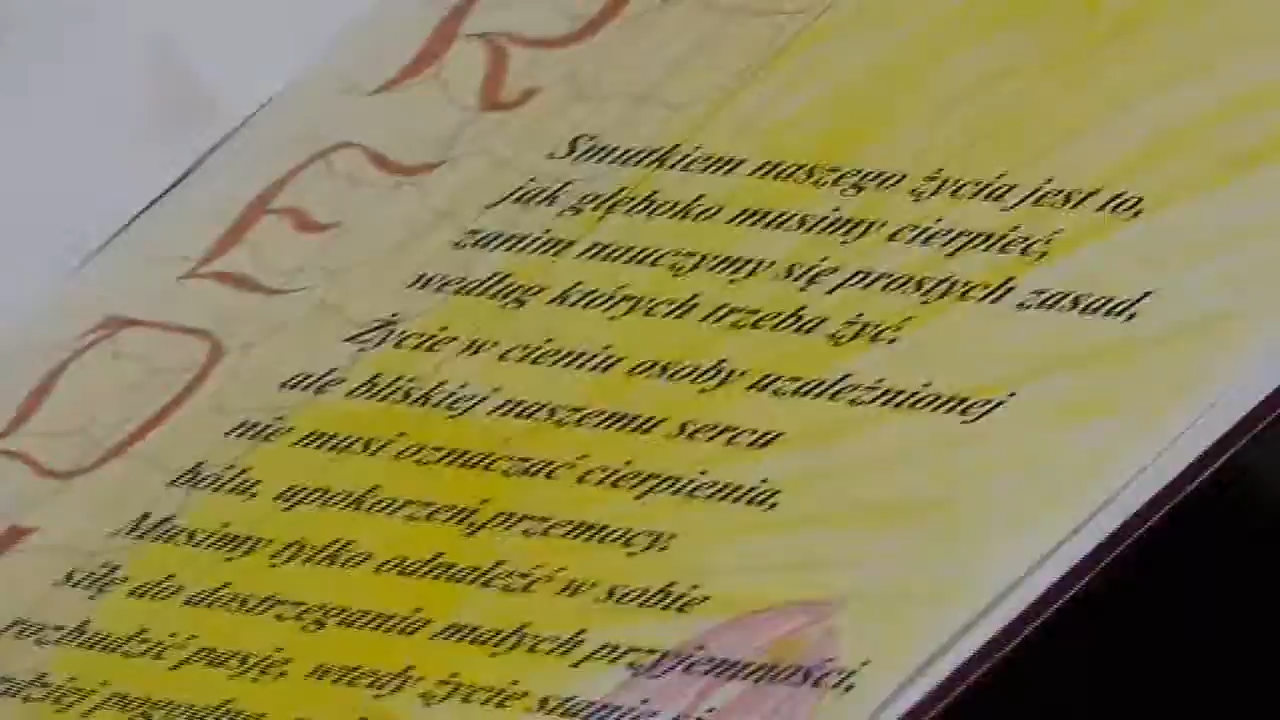 R
E
D
Smutkiem naszego życia jest to,
jak głęboko musimy cierpieć,
zanim nauczymy się prostych zasad,
według których trzeba żyć.
Życie w cieniu osoby uzależnionej
ale bliskiej naszemu sercu
nie musi oznaczać cierpienia,
bólu, upokorzeń, przemocy.
Musimy tylko odnaleźć w sobie
siłę do dostrzegania małych przyjemności,
rozbudzić pasję, wtedy życie stanie